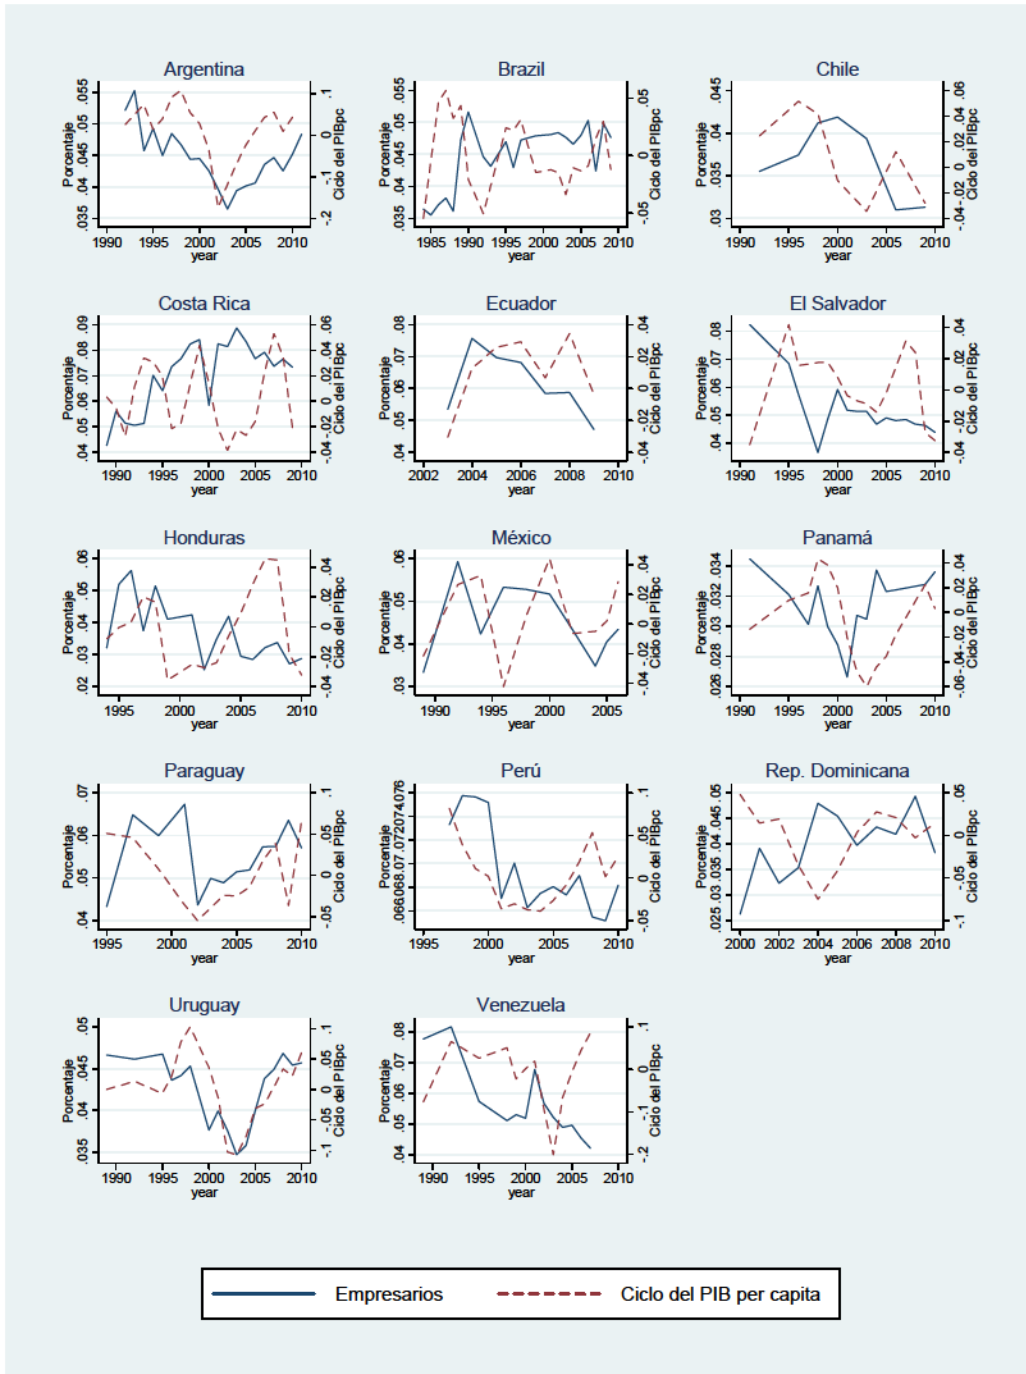 Argentina
Porcentaje
.035 .04 .045 .05 .055
-.2 -.1 0 .1
Ciclo del PIBpc
1990 1995 2000 2005 2010
year
Brazil
Porcentaje
.035 .04 .045 .05 .055
-.05 0 .05
Ciclo del PIBpc
1985 1990 1995 2000 2005 2010
year
Chile
Porcentaje
.03 .035 .04 .045
-.04 -.02 0 .02 .04 .06
Ciclo del PIBpc
1990 1995 2000 2005 2010
year
Costa Rica
Porcentaje
.04 .05 .06 .07 .08 .09
-.04 -.02 0 .02 .04 .06
Ciclo del PIBpc
1990 1995 2000 2005 2010
year
Ecuador
Porcentaje
.04 .05 .06 .07 .08
-.04 -.02 0 .02 .04
Ciclo del PIBpc
2002 2004 2006 2008 2010
year
El Salvador
Porcentaje
.04 .05 .06 .07 .08
-.04 -.02 0 .02 .04
Ciclo del PIBpc
1990 1995 2000 2005 2010
year
Honduras
Porcentaje
.02 .03 .04 .05 .06
-.04 -.02 0 .02 .04
Ciclo del PIBpc
1995 2000 2005 2010
year
México
Porcentaje
.03 .04 .05 .06
-.04 -.02 0 .02 .04
Ciclo del PIBpc
1990 1995 2000 2005
year
Panamá
Porcentaje
.026 .028 .03 .032 .034
-.06 -.04 -.02 0 .02 .04
Ciclo del PIBpc
1990 1995 2000 2005 2010
year
Paraguay
Porcentaje
.04 .05 .06 .07
-.05 0 .05 .1
Ciclo del PIBpc
1995 2000 2005 2010
year
Perú
Porcentaje
.066 .068 .07 .072 .074 .076
-.05 0 .05 .1
Ciclo del PIBpc
1995 2000 2005 2010
year
Rep. Dominicana
Porcentaje
.025 .03 .035 .04 .045 .05
-.1 -.05 0 .05
Ciclo del PIBpc
2000 2002 2004 2006 2008 2010
year
Uruguay
Porcentaje
.035 .04 .045 .05
-.1 -.05 0 .05 .1
Ciclo del PIBpc
1990 1995 2000 2005 2010
year
Venezuela
Porcentaje
.04 .05 .06 .07 .08
-.2 -.1 0 .1
Ciclo del PIBpc
1990 1995 2000 2005 2010
year
Empresarios
Ciclo del PIB per capita